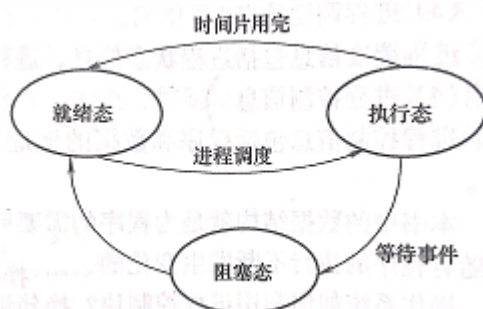 时间片用完
就绪态
执行态
进程调度
等待事件
阻塞态